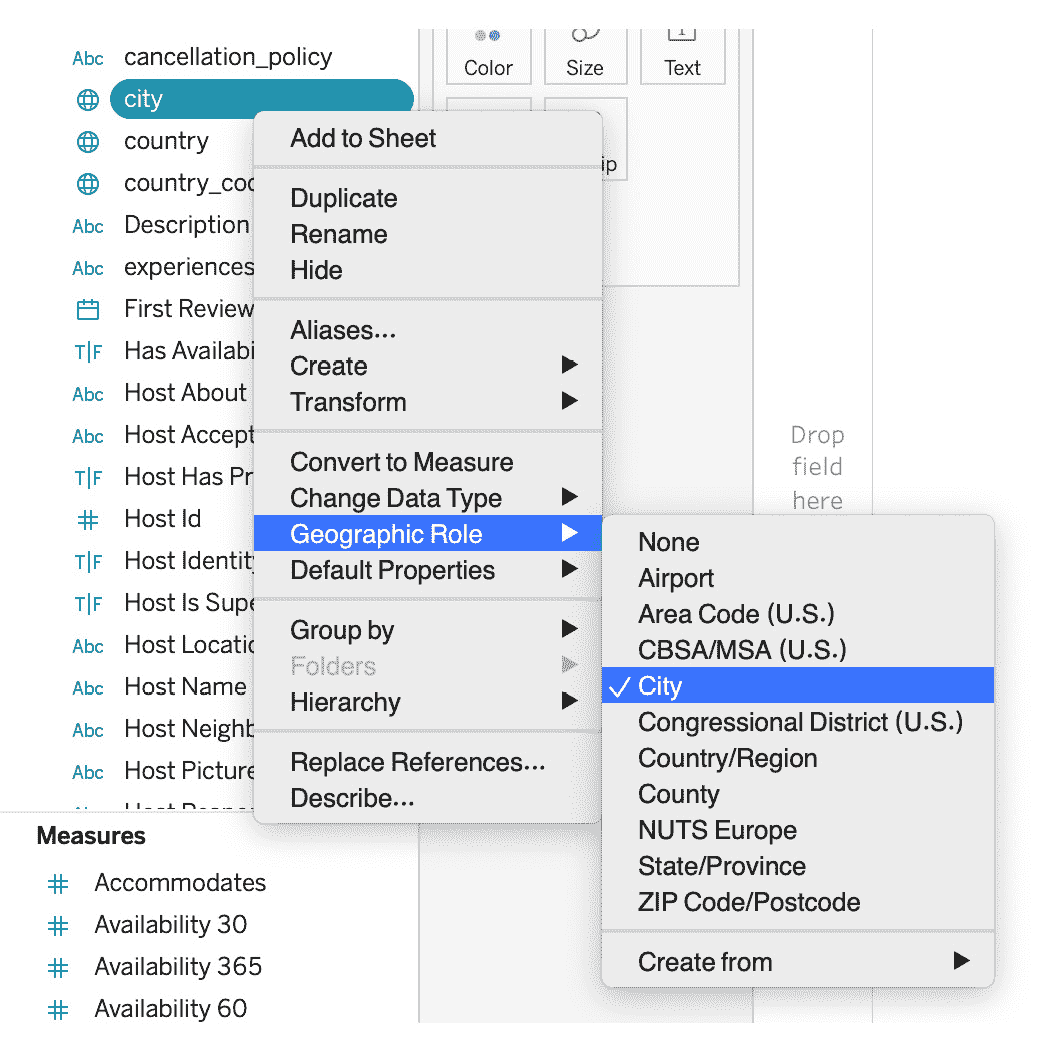 Abc cancellation_policy
city
country
country_co
Abc Description
Abc experiences
First Review
T|F Has Availabi
Abc Host About
Abc Host Accept
T|F Host Has Pr
Host Id
T|F Host Identity
T|F Host Is Supe
Abc Host Locatio
Abc Host Name
Abc Host Neighb
Abc Host Picture
Measures
# Accommodates
# Availability 30
# Availability 365
# Availability 60
Color
Size
Text
ip
Add to Sheet
Duplicate
Rename
Hide
Aliases...
Create
Transform
Convert to Measure
Change Data Type
Geographic Role
Default Properties
Group by
Folders
Hierarchy
Replace References...
Describe...
Drop
field
here
None
Airport
Area Code (U.S.)
CBSA/MSA (U.S.)
City
Congressional District (U.S.)
Country/Region
County
NUTS Europe
State/Province
ZIP Code/Postcode
Create from